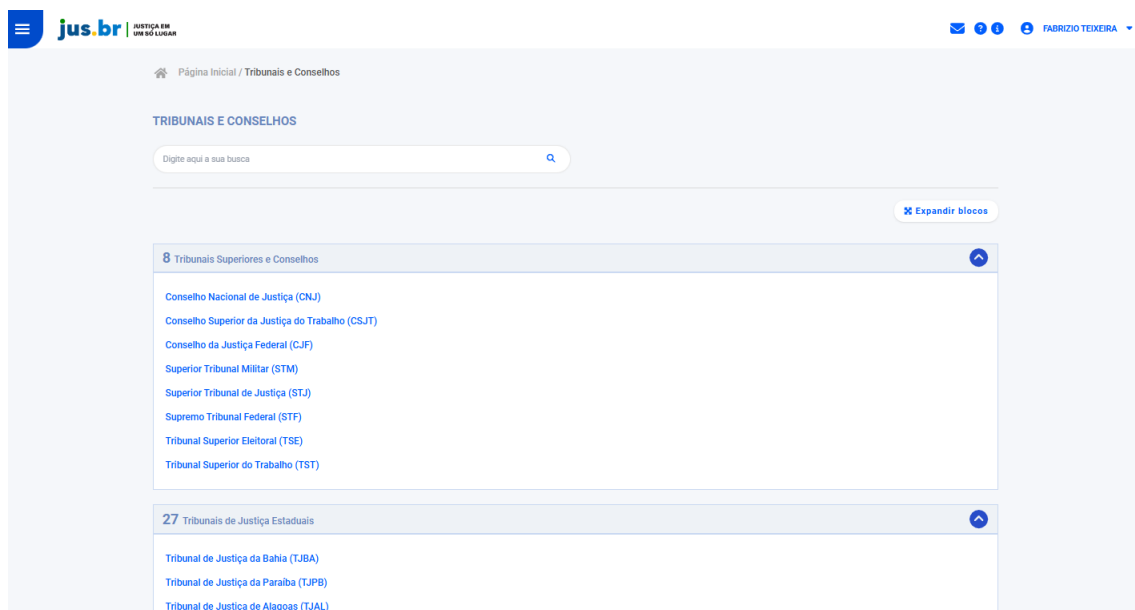 jus.br JUSTIÇA EM
UM SÓ LUGAR
FABRIZIO TEIXEIRA
Página Inicial / Tribunais e Conselhos
TRIBUNAIS E CONSELHOS
Digite aqui a sua busca
Expandir blocos
8 Tribunais Superiores e Conselhos
Conselho Nacional de Justiça (CNJ)
Conselho Superior da Justiça do Trabalho (CSJT)
Conselho da Justiça Federal (CJF)
Superior Tribunal Militar (STM)
Superior Tribunal de Justiça (STJ)
Supremo Tribunal Federal (STF)
Tribunal Superior Eleitoral (TSE)
Tribunal Superior do Trabalho (TST)
27 Tribunais de Justiça Estaduais
Tribunal de Justiça da Bahia (TJBA)
Tribunal de Justiça da Paraíba (TJPB)
Tribunal de Justiça de Alagoas (TJAL)